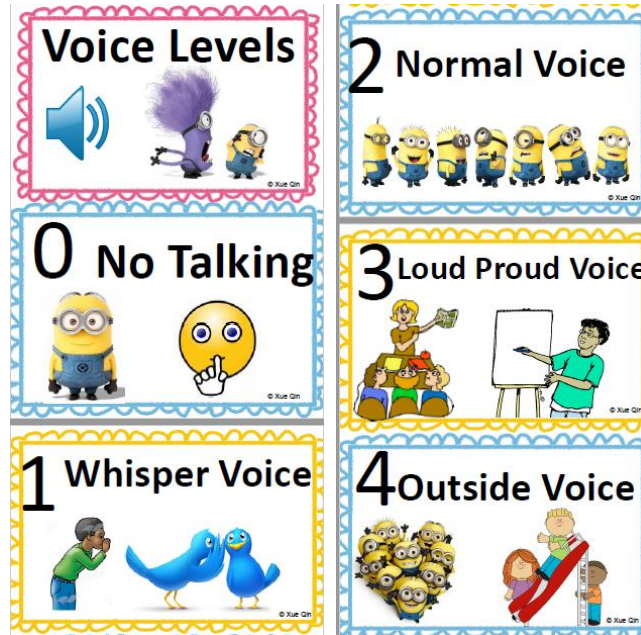 Voice Levels
© Xue Qin
0 No Talking
© Xue Qin
1 Whisper Voice
© Xue Qin
2 Normal Voice
© Xue Qin
3 Loud Proud Voice
© Xue Qin
4 Outside Voice
© Xue Qin